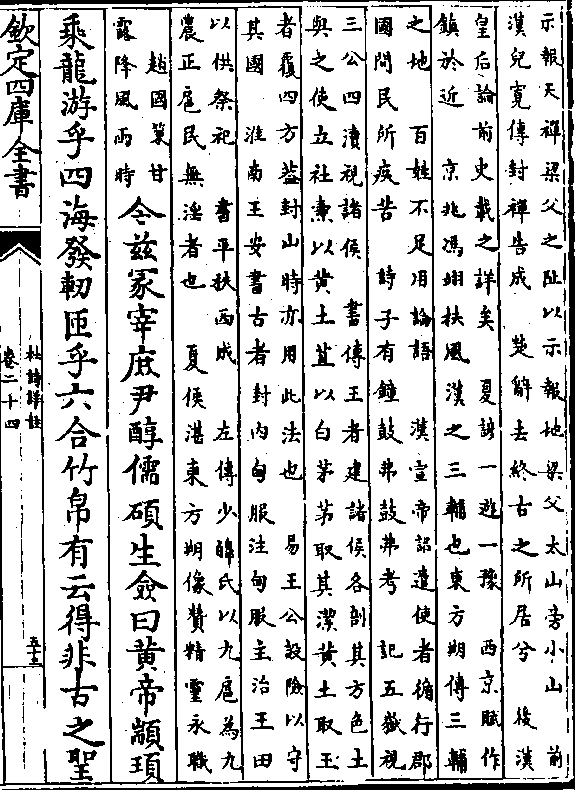 示報天禪梁父之阯以示報地梁父太山旁小山 前
漢兒寛傳封禪告成 楚辭去終古之所居兮 後漢
皇后論前史載之詳矣 夏諺一遊一豫 西京賦作
鎮於近 京兆馮翊扶風漢之三輔也東方朔傳三輔
之地 百姓不足用論語 漢宣帝詔遣使者循行郡
國問民所疾苦 詩子有鐘鼓弗鼓弗考 記五嶽視
三公四瀆視諸侯 書傳王者建諸侯各割其方色土
與之使立社燾以黄土苴以白茅茅取其潔黄土取王
者覆四方葢封山時亦用此法也 易王公設險以守
其國 淮南王安書古者封内甸服注甸服主治王田
以供祭祀 書平秩西成 左傳少皥氏以九扈為九
農正扈民無淫者也 夏侯湛東方朔像贊精靈永職
趙國策甘
露降風雨時
今茲冢宰庶尹醇儒碩生僉曰黄帝顓頊
乘龍游乎四海發軔匝乎六合竹帛有云得非古之聖
欽定四庫全書
杜詩詳註
卷二十四
五十三